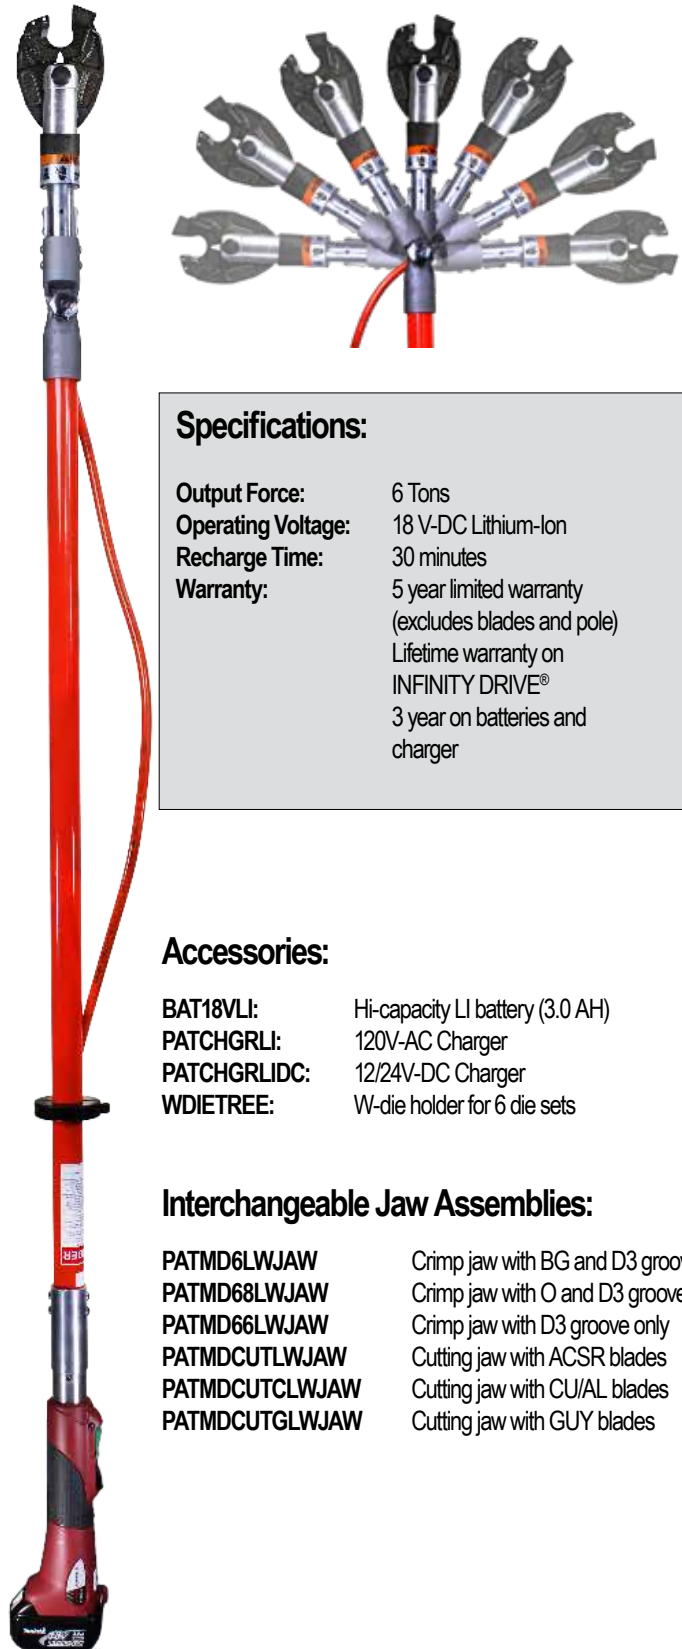 Specifications:
Output Force: 6 Tons
Operating Voltage: 18 V-DC Lithium-Ion
Recharge Time: 30 minutes
Warranty: 5 year limited warranty
(excludes blades and pole)
Lifetime warranty on
INFINITY DRIVE®
3 year on batteries and
charger
Accessories:
BAT18VLI: Hi-capacity LI battery (3.0 AH)
PATCHGRLI: 120V-AC Charger
PATCHGRLIDC: 12/24V-DC Charger
WDIETREE: W-die holder for 6 die sets
Interchangeable Jaw Assemblies:
PATMD6LWJAW Crimp jaw with BG and D3 groov
PATMD68LWJAW Crimp jaw with O and D3 groove
PATMD66LWJAW Crimp jaw with D3 groove only
PATMDCUTLWJAW Cutting jaw with ACSR blades
PATMDCUTCLWJAW Cutting jaw with CU/AL blades
PATMDCUTGLWJAW Cutting jaw with GUY blades